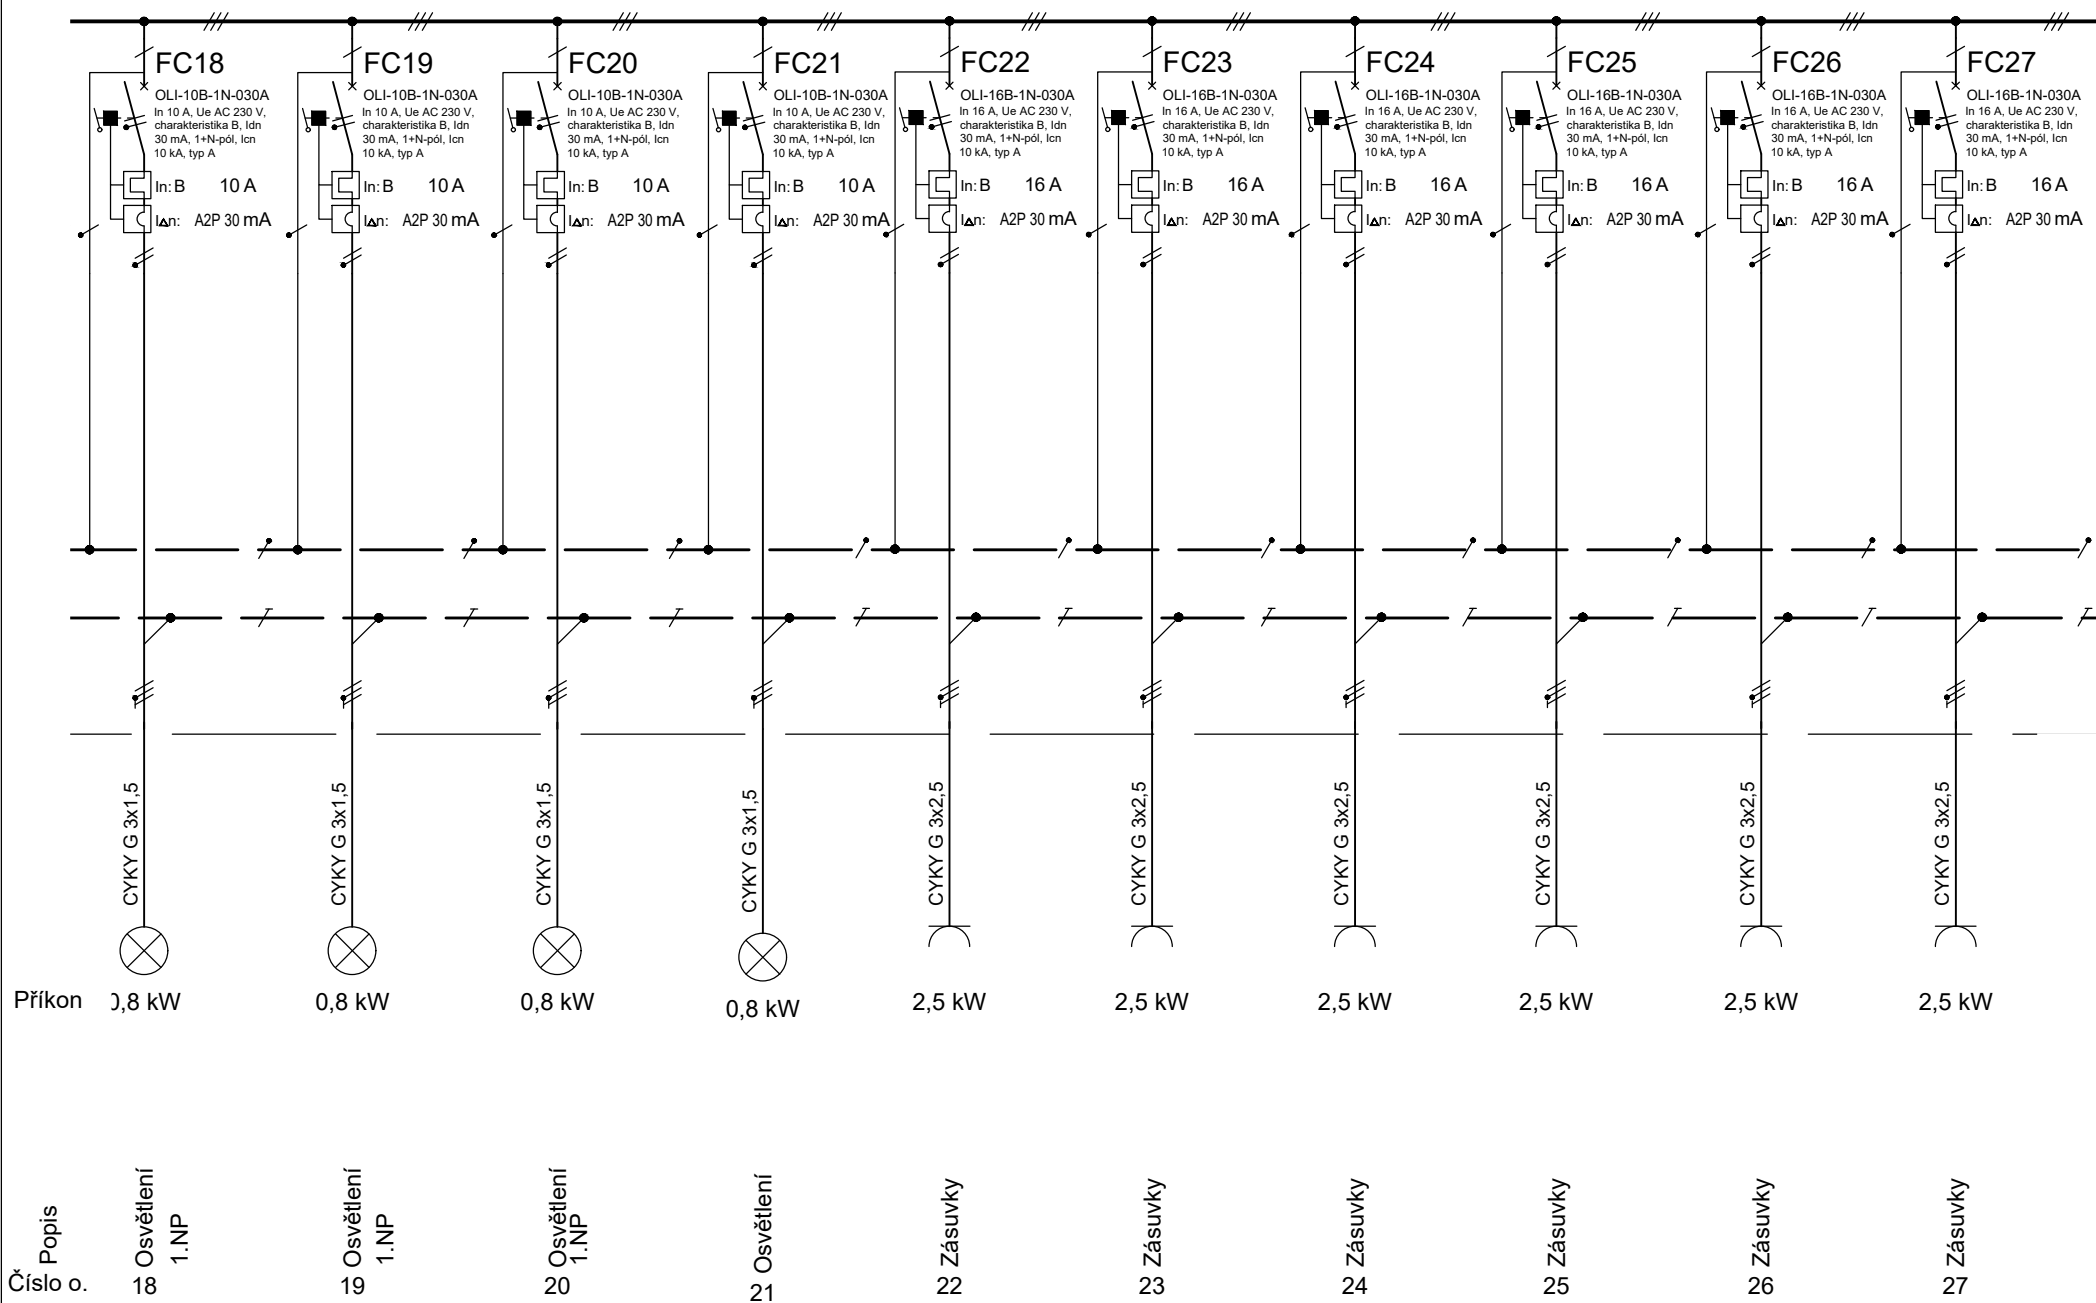 FC18
OLI-10B-1N-030A
In 10 A, Ue AC 230 V,
charakteristika B, Idn
30 mA, 1+N-pól, Icn
10 kA, typ A
In: B 10 A
I∆n: A2P 30 mA
FC19
OLI-10B-1N-030A
In 10 A, Ue AC 230 V,
charakteristika B, Idn
30 mA, 1+N-pól, Icn
10 kA, typ A
In: B 10 A
I∆n: A2P 30 mA
FC20
OLI-10B-1N-030A
In 10 A, Ue AC 230 V,
charakteristika B, Idn
30 mA, 1+N-pól, Icn
10 kA, typ A
In: B 10 A
I∆n: A2P 30 mA
FC21
OLI-10B-1N-030A
In 10 A, Ue AC 230 V,
charakteristika B, Idn
30 mA, 1+N-pól, Icn
10 kA, typ A
In: B 10 A
I∆n: A2P 30 mA
FC22
OLI-16B-1N-030A
In 16 A, Ue AC 230 V,
charakteristika B, Idn
30 mA, 1+N-pól, Icn
10 kA, typ A
In: B 16 A
I∆n: A2P 30 mA
FC23
OLI-16B-1N-030A
In 16 A, Ue AC 230 V,
charakteristika B, Idn
30 mA, 1+N-pól, Icn
10 kA, typ A
In: B 16 A
I∆n: A2P 30 mA
FC24
OLI-16B-1N-030A
In 16 A, Ue AC 230 V,
charakteristika B, Idn
30 mA, 1+N-pól, Icn
10 kA, typ A
In: B 16 A
I∆n: A2P 30 mA
FC25
OLI-16B-1N-030A
In 16 A, Ue AC 230 V,
charakteristika B, Idn
30 mA, 1+N-pól, Icn
10 kA, typ A
In: B 16 A
I∆n: A2P 30 mA
FC26
OLI-16B-1N-030A
In 16 A, Ue AC 230 V,
charakteristika B, Idn
30 mA, 1+N-pól, Icn
10 kA, typ A
In: B 16 A
I∆n: A2P 30 mA
FC27
OLI-16B-1N-030A
In 16 A, Ue AC 230 V,
charakteristika B, Idn
30 mA, 1+N-pól, Icn
10 kA, typ A
In: B 16 A
I∆n: A2P 30 mA
CYKY G 3x1,5
CYKY G 3x1,5
CYKY G 3x1,5
CYKY G 3x1,5
CYKY G 3x2,5
CYKY G 3x2,5
CYKY G 3x2,5
CYKY G 3x2,5
CYKY G 3x2,5
CYKY G 3x2,5
Příkon 0,8 kW 0,8 kW 0,8 kW 0,8 kW 2,5 kW 2,5 kW 2,5 kW 2,5 kW 2,5 kW 2,5 kW
Popis
Osvětlení
1.NP
Osvětlení
1.NP
Osvětlení
1.NP
Osvětlení
Zásuvky
Zásuvky
Zásuvky
Zásuvky
Zásuvky
Zásuvky
Číslo o. 18 19 20 21 22 23 24 25 26 27